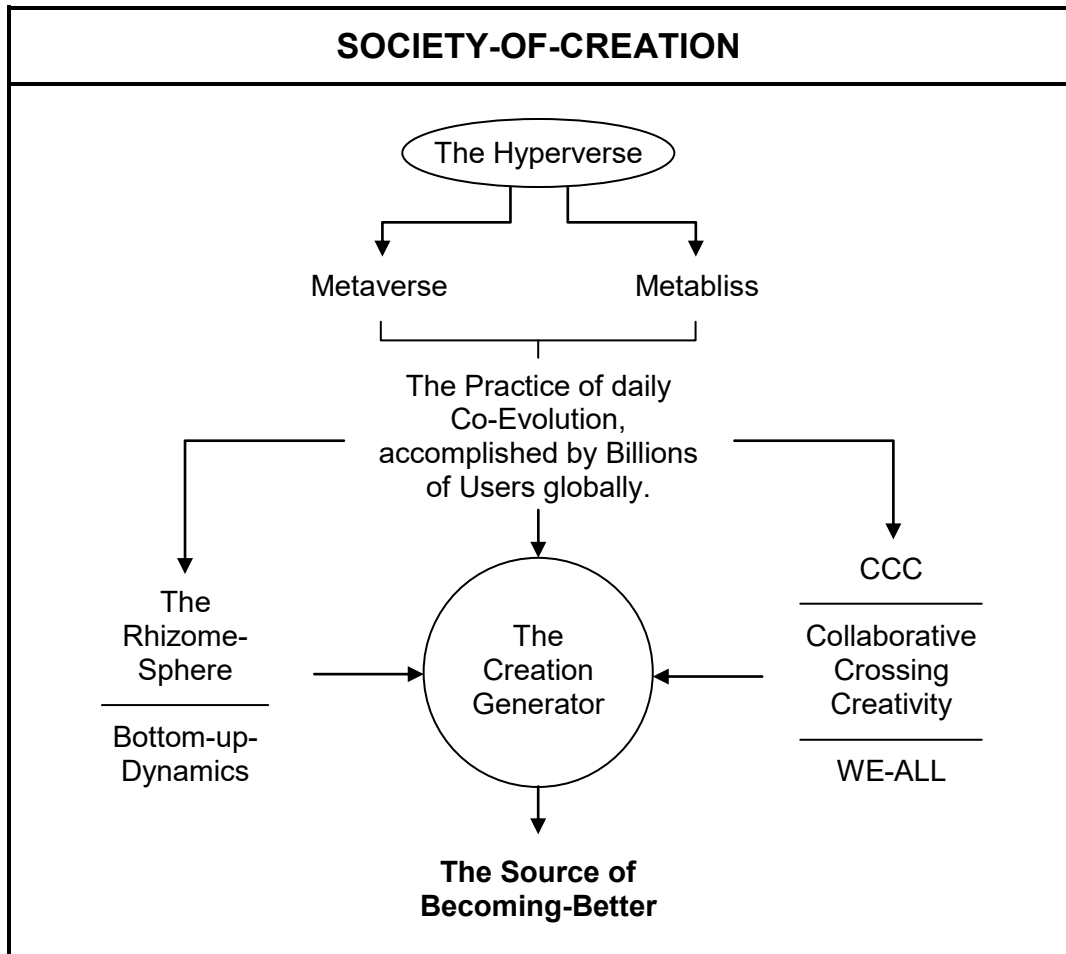 SOCIETY-OF-CREATION
The Hyperverse
Metaverse
Metabliss
The Practice of daily
Co-Evolution,
accomplished by Billions
of Users globally.
The
Rhizome-
Sphere
Bottom-up-
Dynamics
The
Creation
Generator
CCC
Collaborative
Crossing
Creativity
WE-ALL
The Source of
Becoming-Better